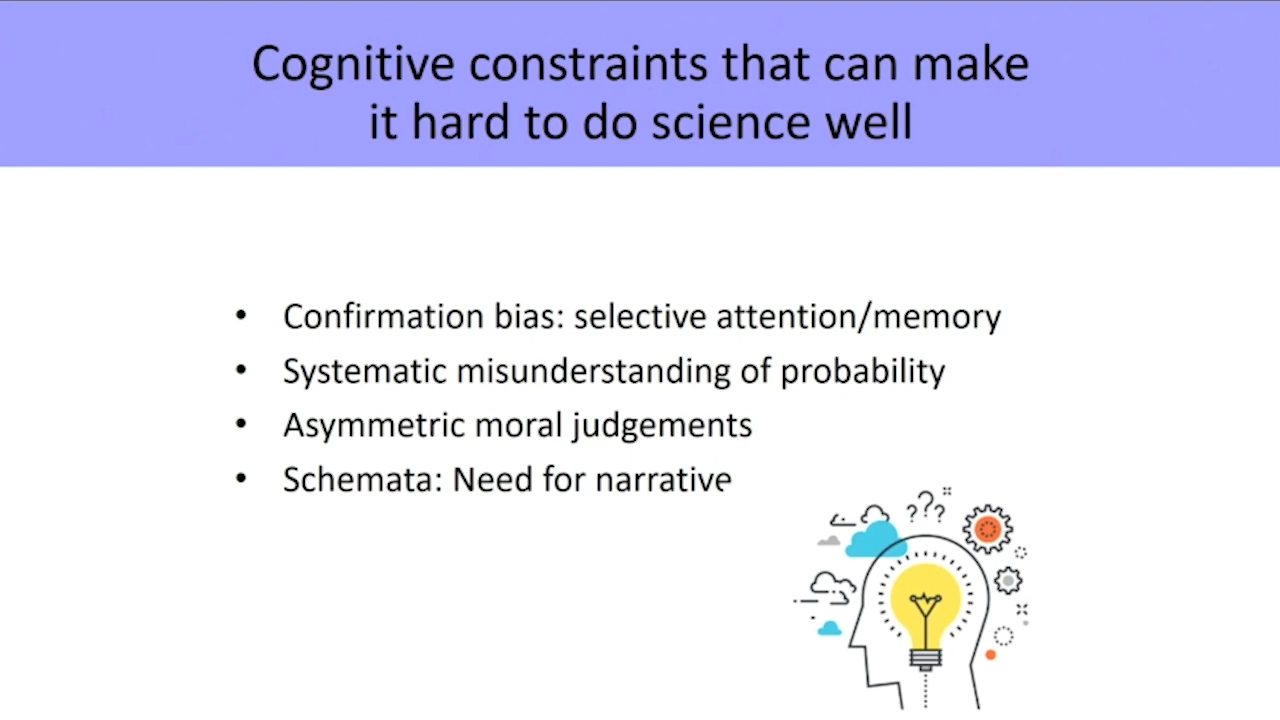 Cognitive constraints that can make
it hard to do science well
• Confirmation bias: selective attention/memory
• Systematic misunderstanding of probability
• Asymmetric moral judgements
• Schemata: Need for narrative
???